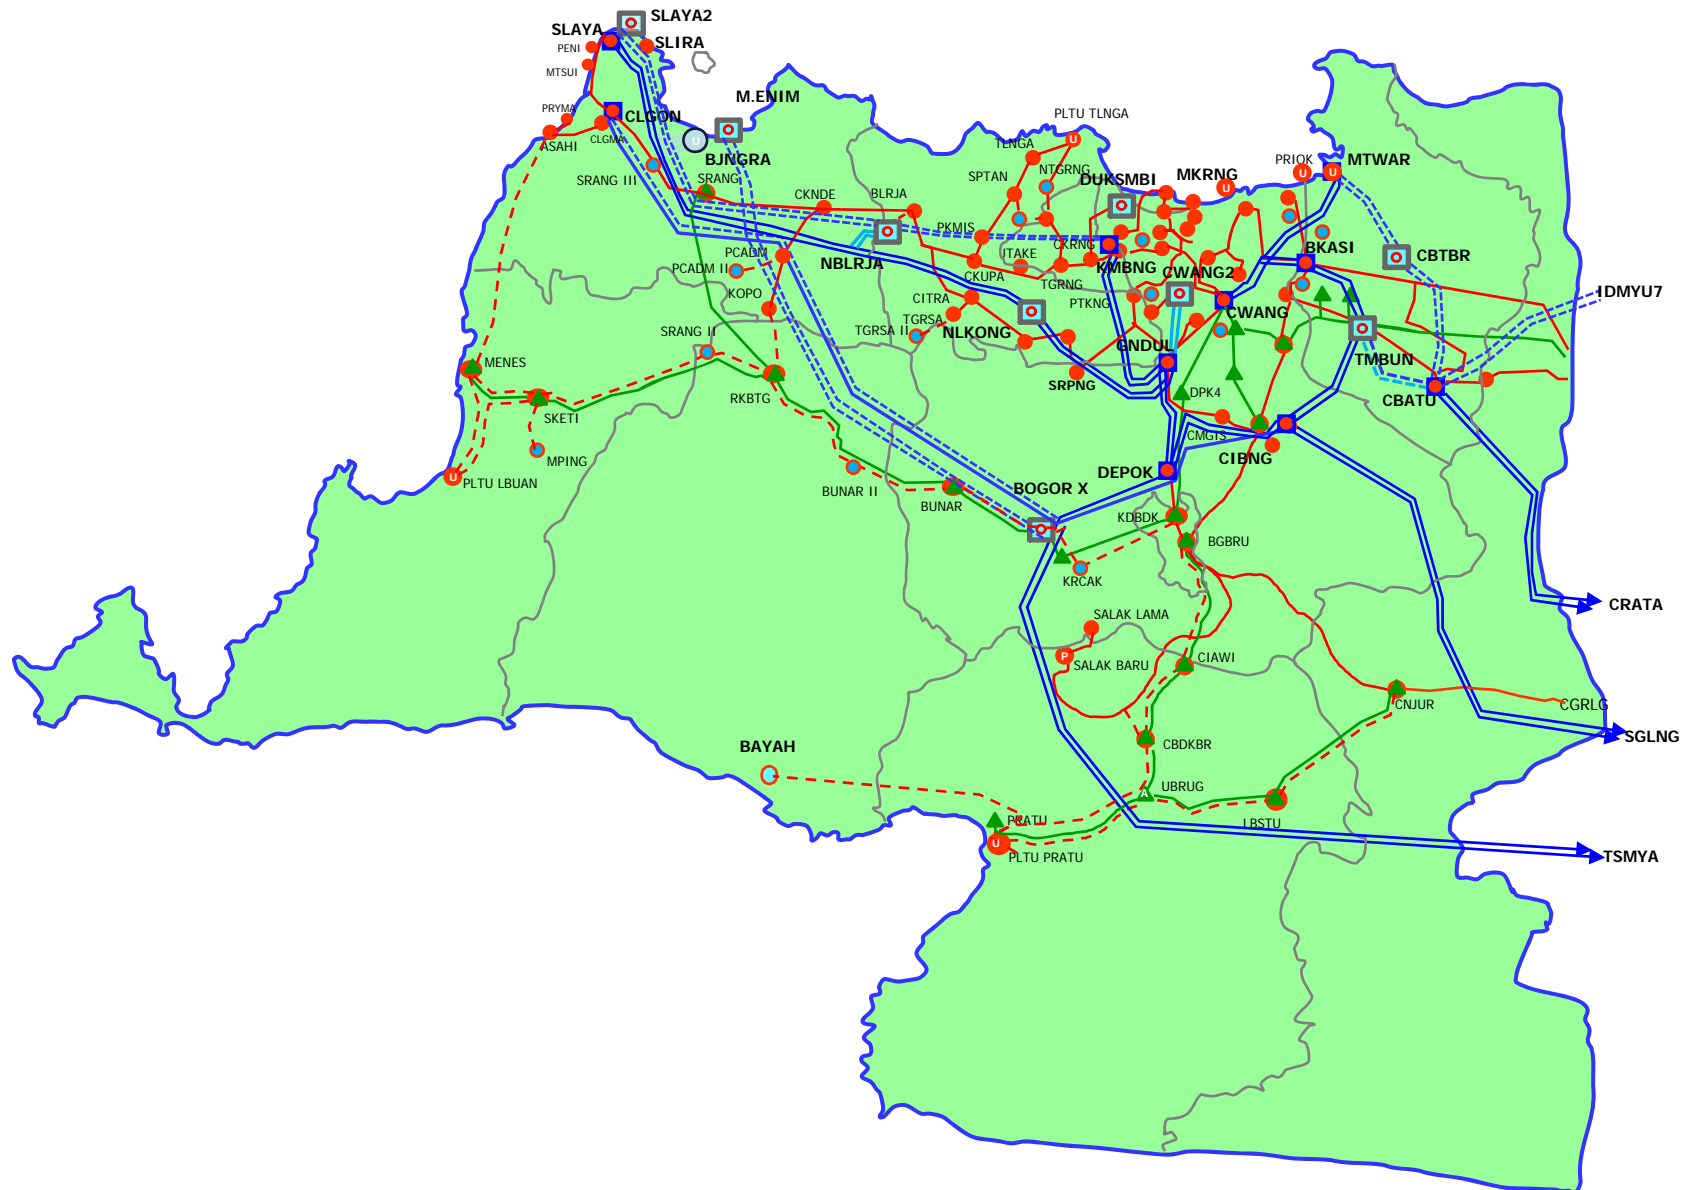 SLAYA2
SLAYA
SLIRA
PENI
MTSUI
M.ENIM
PRYMA
CLGON
PLTU TLNGA
U
CLGMA
ASAHI
U
TLNGA
BJNGRA
PRIOK
MTWAR
U
U
SRANG III
SRANG
SPTAN
NTGRNG
DUKSMBI
MKRNG
U
CKNDE
BLRJA
PKMIS
CKRNG
BKASI
CBTBR
PCADM
PCADM II
NBLRJA
JTAKE
KMBNG
CWANG2
CKUPA
TGRNG
KOPO
CITRA
PTKNG
IDMYU7
TGRSA
CWANG
SRANG II
TGRSA II
NLKONG
GNDUL
TMBUN
MENES
SRPNG
RKBTG
DPK4
CBATU
SKETI
CMGIS
MPING
CIBNG
PLTU LBUAN
U
BUNAR II
DEPOK
BUNAR
BOGOR X
KDBDK
BGBRU
KRCAK
CRATA
SALAK LAMA
P
SALAK BARU
CIAWI
CNJUR
CGRLG
SGLNG
BAYAH
CBDKBR
UBRUG
A
PRATU
LBSTU
U
PLTU PRATU
TSMYA